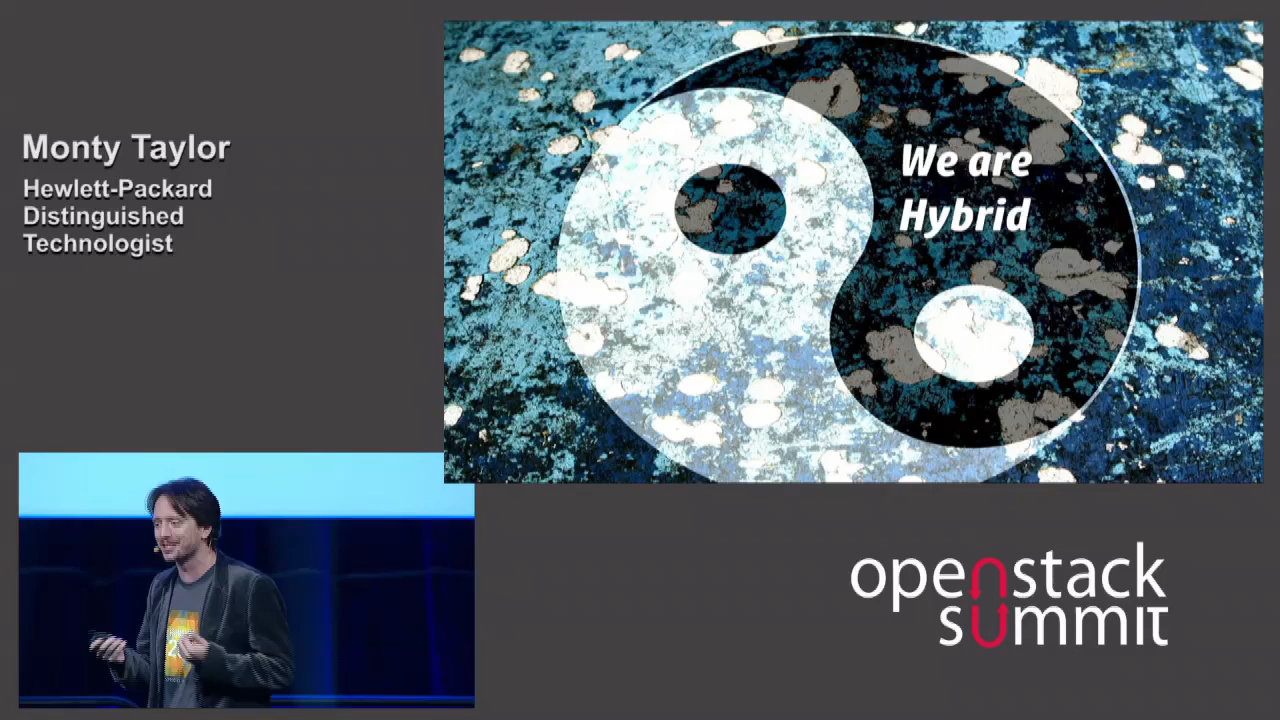 Monty Taylor
Hewlett-Packard
Distinguished
Technologist
We are
Hybrid
openstack
summit